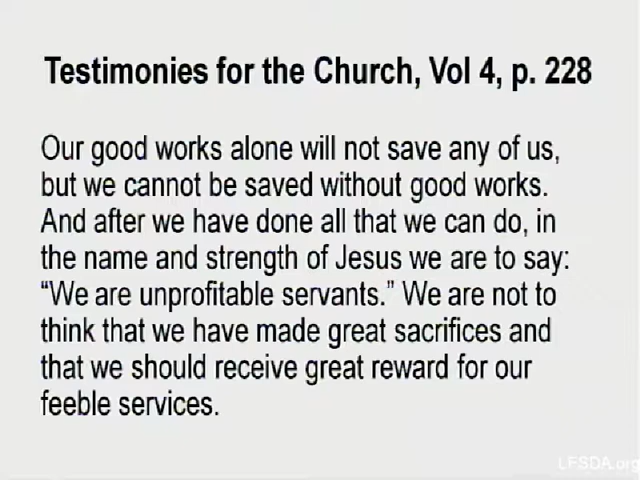 Testimonies for the Church, Vol 4, p. 228
Our good works alone will not save any of us,
but we cannot be saved without good works.
And after we have done all that we can do, in
the name and strength of Jesus we are to say:
“We are unprofitable servants.” We are not to
think that we have made great sacrifices and
that we should receive great reward for our
feeble services.
LFSDA.org